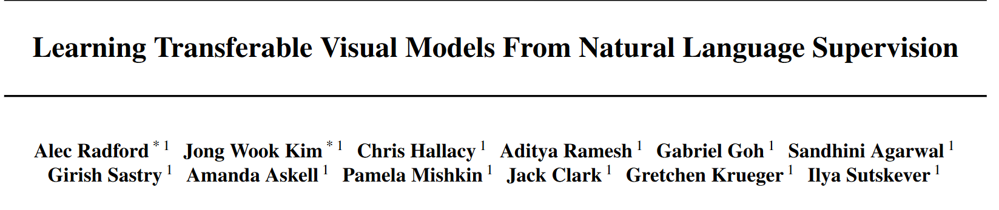 Learning Transferable Visual Models From Natural Language Supervision
Alec Radford * 1 Jong Wook Kim * 1 Chris Hallacy 1 Aditya Ramesh 1 Gabriel Goh 1 Sandhini Agarwal 1
Girish Sastry 1 Amanda Askell 1 Pamela Mishkin 1 Jack Clark 1 Gretchen Krueger 1 Ilya Sutskever 1